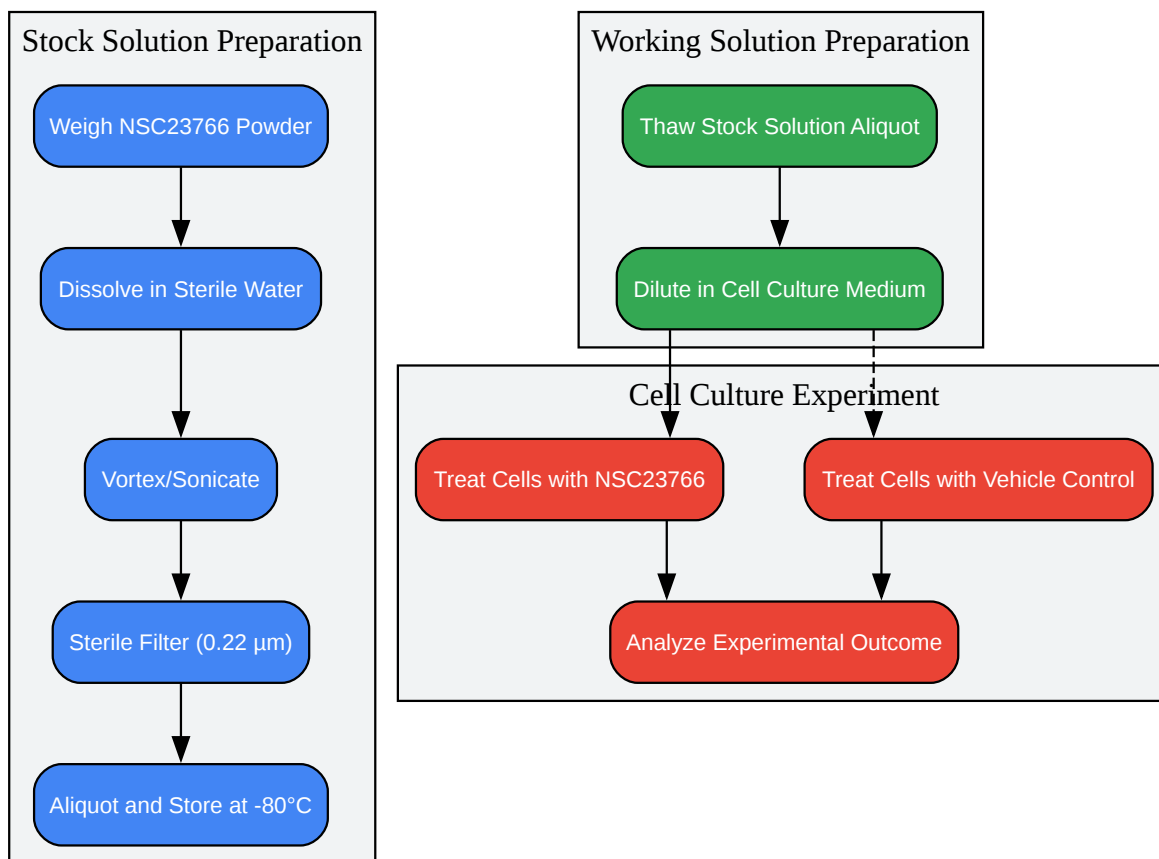 Stock Solution Preparation
Weigh NSC23766 Powder
Dissolve in Sterile Water
Vortex/Sonicate
Sterile Filter (0.22 µm)
Aliquot and Store at -80°C
Working Solution Preparation
Thaw Stock Solution Aliquot
Dilute in Cell Culture Medium
Cell Culture Experiment
Treat Cells with NSC23766
Treat Cells with Vehicle Control
Analyze Experimental Outcome